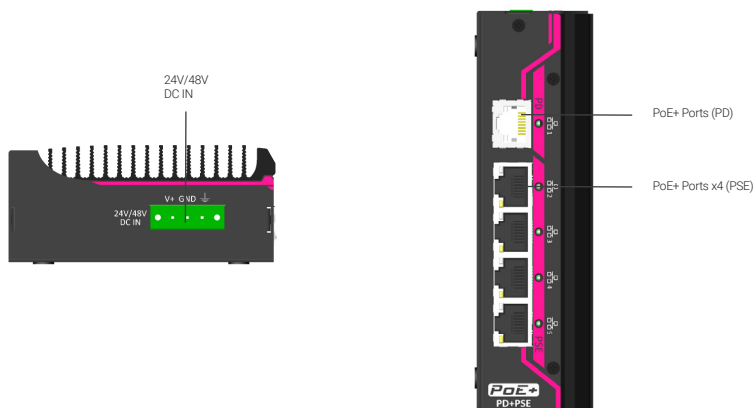 24V/48V
DC IN
V+ GND
24V/48V
DC IN
PD
1
2
3
4
5
PSE
PoE+
PD+PSE
PoE+ Ports (PD)
PoE+ Ports x4 (PSE)